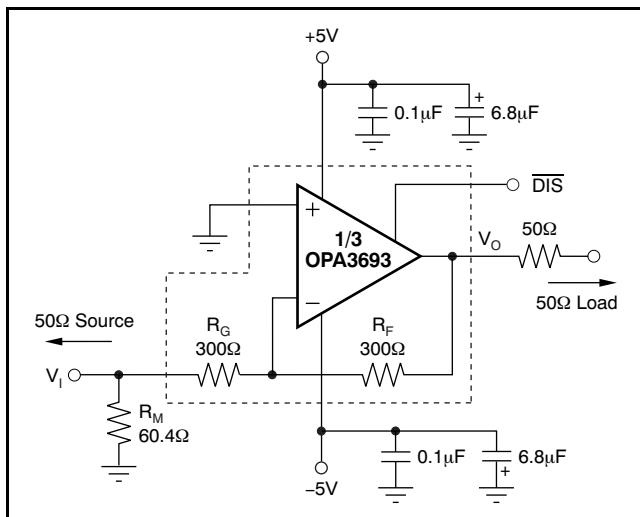 +5V
0.1μF
+
6.8μF
DIS
+
1/3
OPA3693
−
V_O
50Ω
50Ω Load
50Ω Source
R_G
300Ω
R_F
300Ω
V_I
R_M
60.4Ω
0.1μF
6.8μF
+
−5V